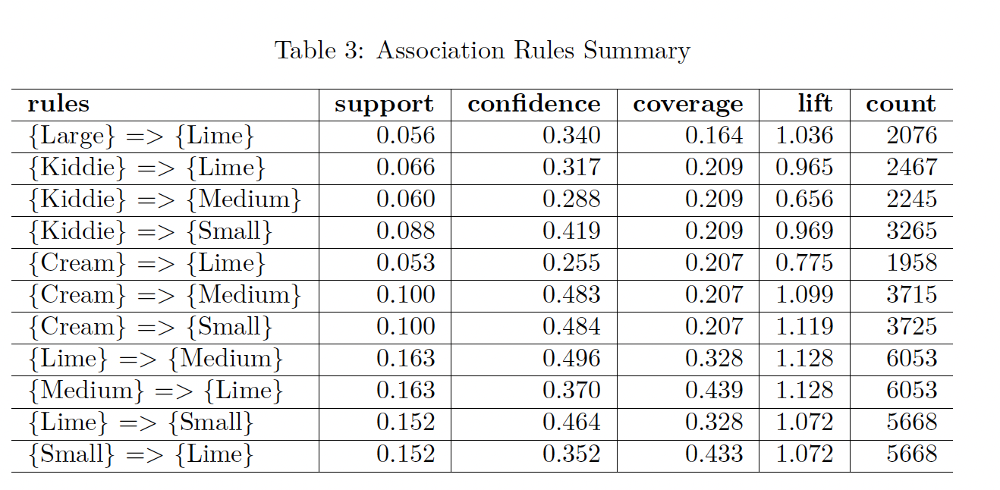 Table 3: Association Rules Summary
rules support confidence coverage lift count
{Large} => {Lime} 0.056 0.340 0.164 1.036 2076
{Kiddie} => {Lime} 0.066 0.317 0.209 0.965 2467
{Kiddie} => {Medium} 0.060 0.288 0.209 0.656 2245
{Kiddie} => {Small} 0.088 0.419 0.209 0.969 3265
{Cream} => {Lime} 0.053 0.255 0.207 0.775 1958
{Cream} => {Medium} 0.100 0.483 0.207 1.099 3715
{Cream} => {Small} 0.100 0.484 0.207 1.119 3725
{Lime} => {Medium} 0.163 0.496 0.328 1.128 6053
{Medium} => {Lime} 0.163 0.370 0.439 1.128 6053
{Lime} => {Small} 0.152 0.464 0.328 1.072 5668
{Small} => {Lime} 0.152 0.352 0.433 1.072 5668